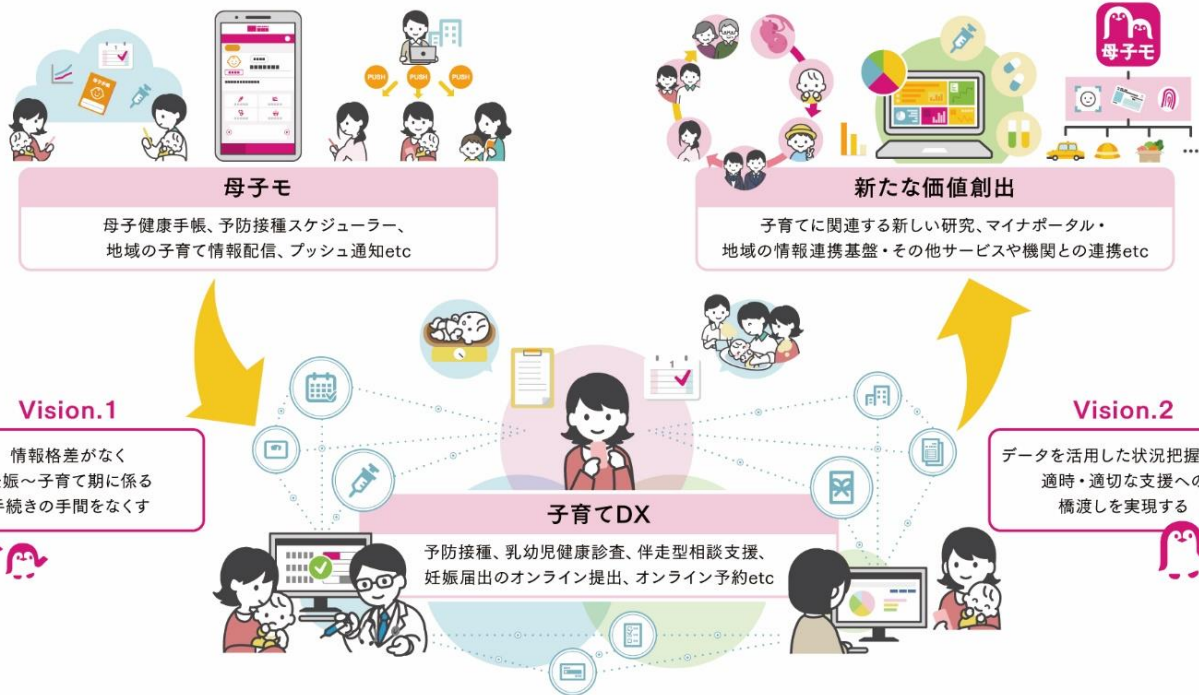 PUSH
PUSH
PUSH
母子モ
母子モ
母子健康手帳、予防接種スケジューラー、
地域の子育て情報配信、プッシュ通知etc
新たな価値創出
子育てに関連する新しい研究、マイナポータル・
地域の情報連携基盤・その他サービスや機関との連携etc
Vision.1
情報格差がなく
娠~子育て期に係る
手続きの手間をなくす
子育てDX
予防接種、乳幼児健康診査、伴走型相談支援、
妊娠届出のオンライン提出、オンライン予約etc
Vision.2
データを活用した状況把握
適時・適切な支援への
橋渡しを実現する
1
1